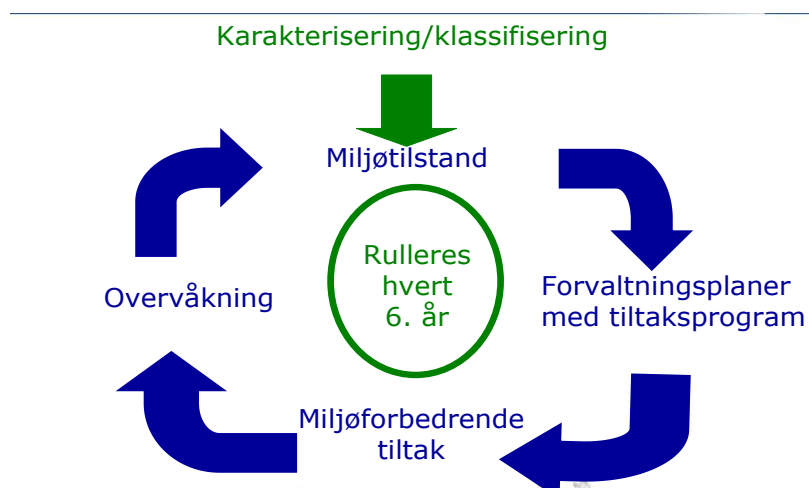 Karakterisering/klassifisering
Miljøtilstand
Rulleres
hvert
6. år
Overvåkning
Forvaltningsplaner
med tiltaksprogram
Miljøforbedrende
tiltak